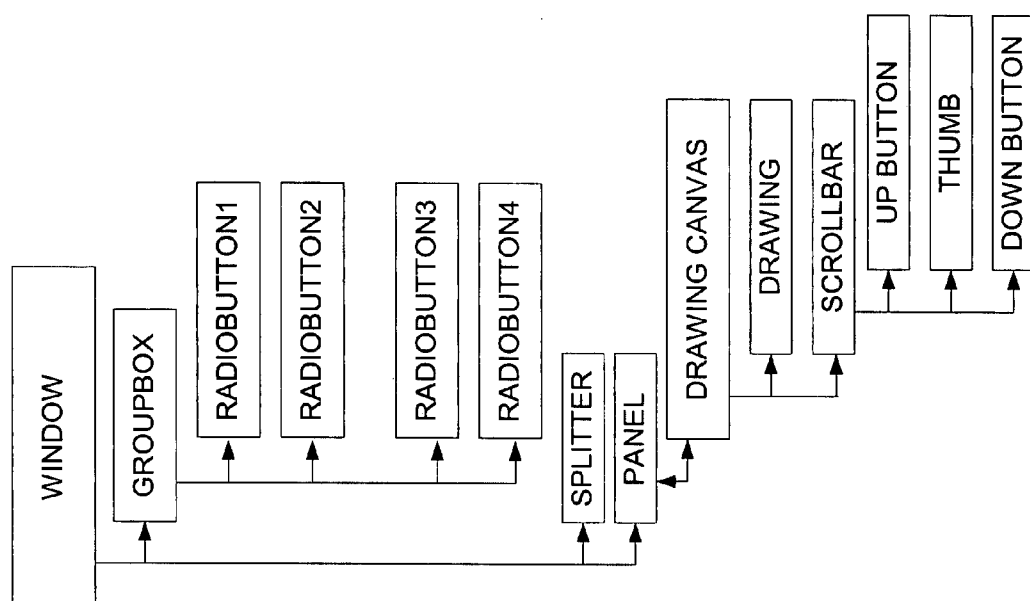 WINDOW
GROUPBOX
RADIOBUTTON1
RADIOBUTTON2
RADIOBUTTON3
RADIOBUTTON4
SPLITTER
PANEL
DRAWING CANVAS
DRAWING
SCROLLBAR
UP BUTTON
THUMB
DOWN BUTTON